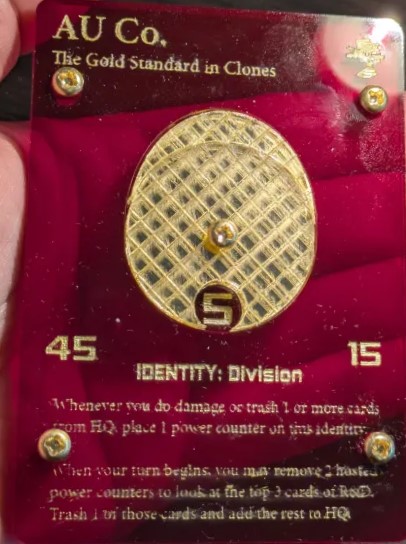 AU Co.
The Gold Standard in Clones
5
45
15
IDENTITY: Division
Whenever you do damage or trash 1 or more cards
from HQ, place 1 power counter on this identity.
When your turn begins, you may remove 2 hosted
power counters to look at the top 3 cards of R&D.
Trash 1 of those cards and add the rest to HQ